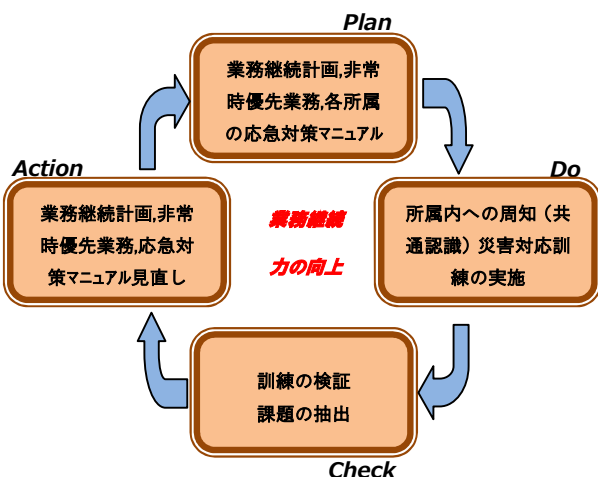 Plan
業務継続計画,非常
時優先業務,各所属
の応急対策マニュアル
Do
所属内への周知（共
通認識）災害対応訓
練の実施
Check
訓練の検証
課題の抽出
Action
業務継続計画,非常
時優先業務,応急対
策マニュアル見直し
業務継続
力の向上